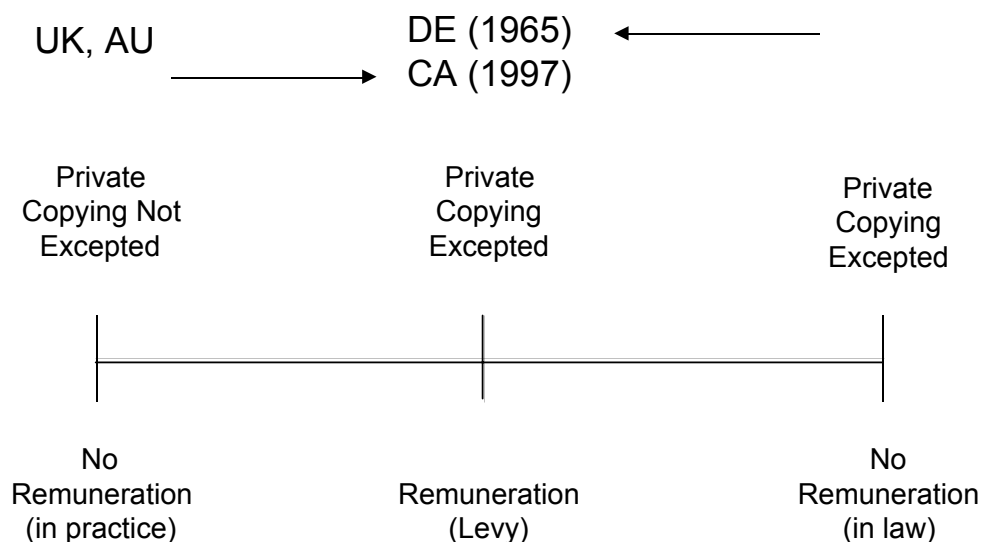 UK, AU
DE (1965)
CA (1997)
Private
Copying Not
Excepted
Private
Copying
Excepted
Private
Copying
Excepted
No
Remuneration
(in practice)
Remuneration
(Levy)
No
Remuneration
(in law)